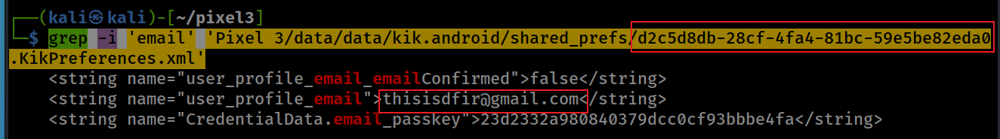 ┌──(kali㉿kali)-[~/pixel3]
└─$ grep -i 'email' 'Pixel 3/data/data/kik.android/shared_prefs/d2c5d8db-28cf-4fa4-81bc-59e5be82eda0
.KikPreferences.xml'
<string name="user_profile_email_emailConfirmed">false</string>
<string name="user_profile_email">thisisdfir@gmail.com</string>
<string name="CredentialData.email_passkey">23d2332a980840379dcc0cf93bbbe4fa</string>